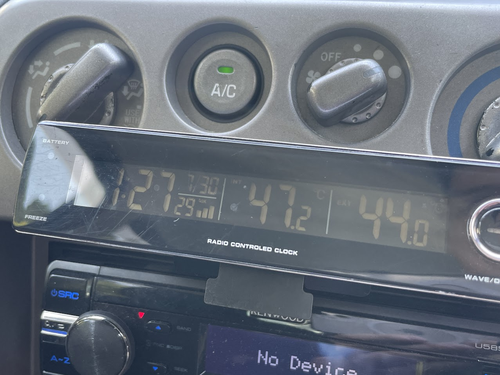 OFF
A/C
BATTERY
1:27 7/30 47.2 °C 44.0
29
FREEZE
RADIO CONTROLED CLOCK
WAVE/D
SRC
KENWOOD
USB
A-Z
No Device